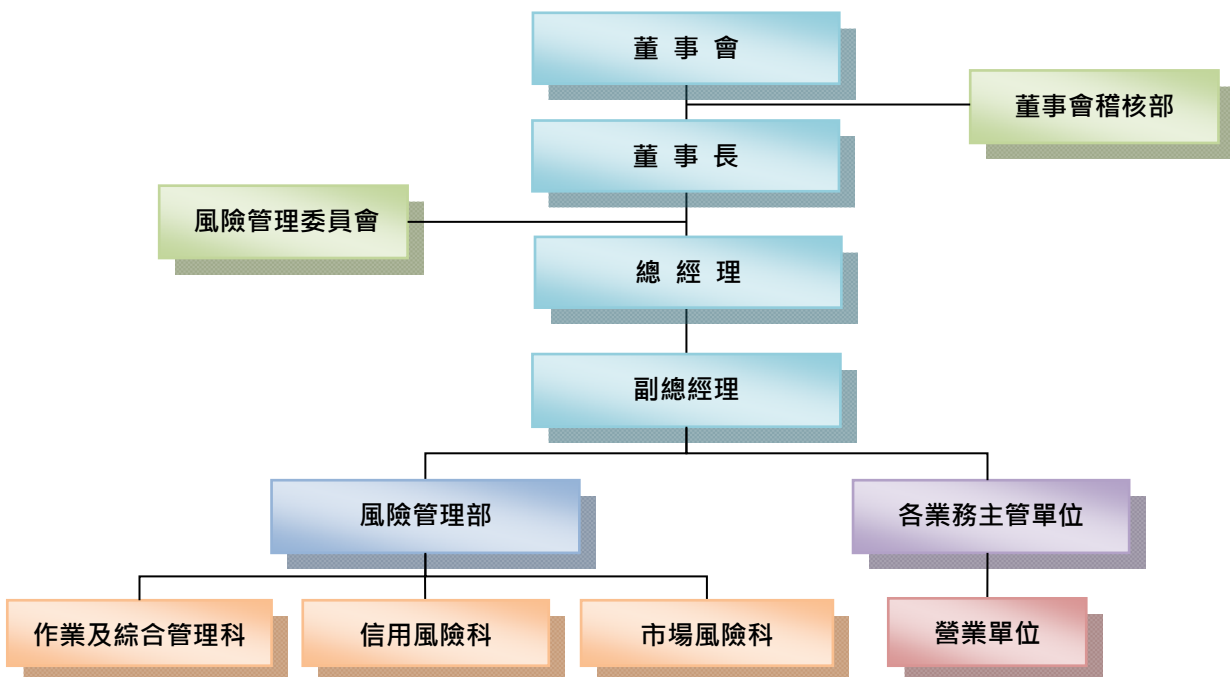 董事會
董事會稽核部
董事長
風險管理委員會
總經理
副總經理
風險管理部
各業務主管單位
作業及綜合管理科
信用風險科
市場風險科
營業單位